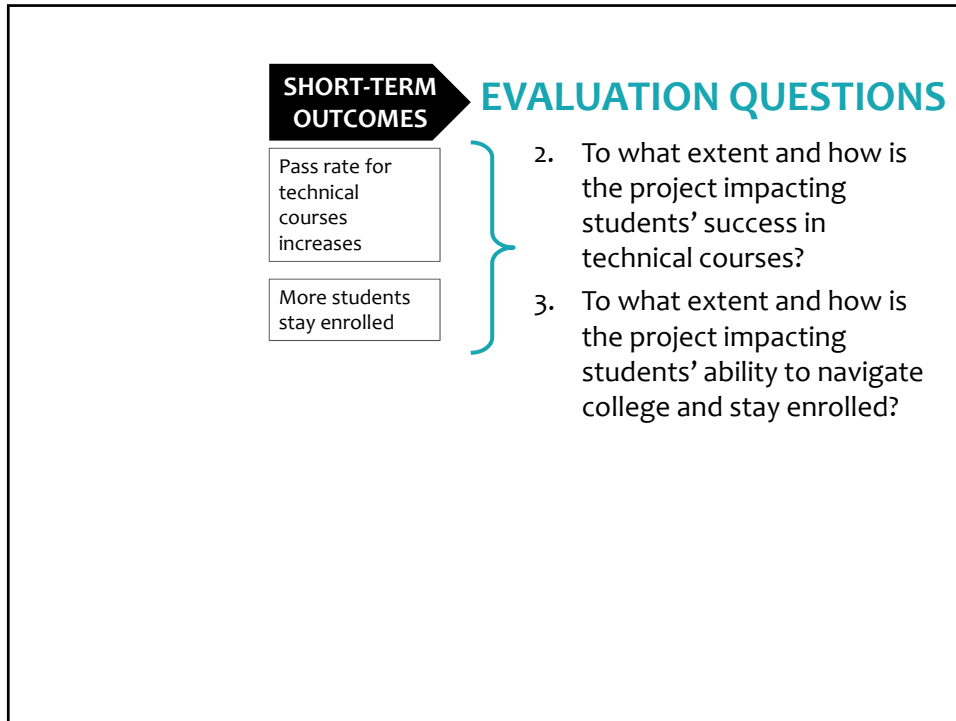 SHORT-TERM
OUTCOMES
EVALUATION QUESTIONS
Pass rate for
technical
courses
increases
More students
stay enrolled
2. To what extent and how is
the project impacting
students’ success in
technical courses?
3. To what extent and how is
the project impacting
students’ ability to navigate
college and stay enrolled?